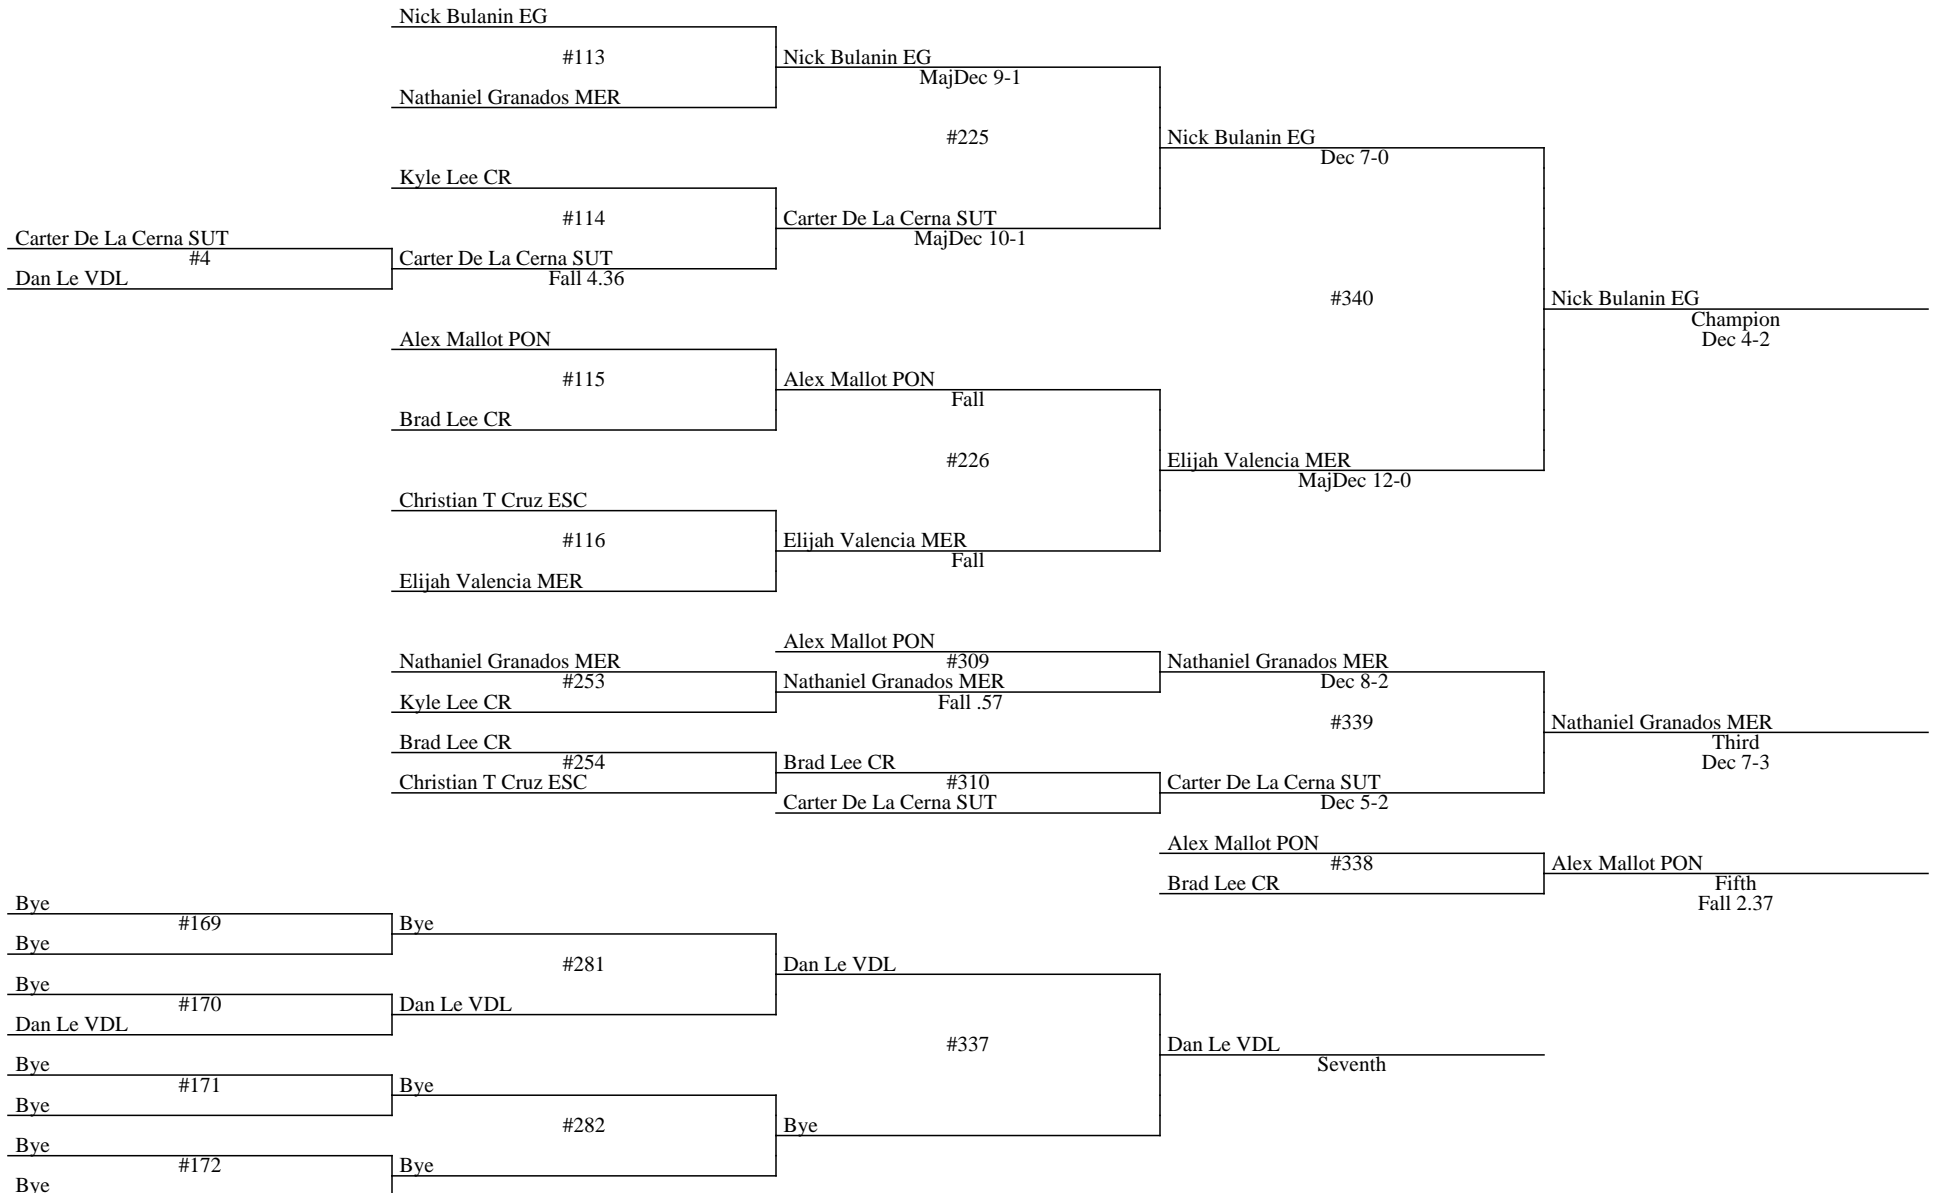 Nick Bulanin EG
#113
Nick Bulanin EG
MajDec 9-1
Nathaniel Granados MER
#225
Nick Bulanin EG
Dec 7-0
Kyle Lee CR
#114
Carter De La Cerna SUT
MajDec 10-1
Carter De La Cerna SUT
#4
Carter De La Cerna SUT
Fall 4.36
Dan Le VDL
#340
Nick Bulanin EG
Champion
Dec 4-2
Alex Mallot PON
#115
Alex Mallot PON
Fall
Brad Lee CR
#226
Elijah Valencia MER
MajDec 12-0
Christian T Cruz ESC
#116
Elijah Valencia MER
Fall
Elijah Valencia MER
Alex Mallot PON
Nathaniel Granados MER
#309
Nathaniel Granados MER
#253
Nathaniel Granados MER
Dec 8-2
Kyle Lee CR
Fall .57
#339
Nathaniel Granados MER
Third
Dec 7-3
Brad Lee CR
#254
Brad Lee CR
Christian T Cruz ESC
#310
Carter De La Cerna SUT
Carter De La Cerna SUT
Dec 5-2
Alex Mallot PON
#338
Alex Mallot PON
Brad Lee CR
Fifth
Fall 2.37
Bye
#169
Bye
Bye
#281
Dan Le VDL
Bye
#170
Dan Le VDL
Dan Le VDL
#337
Dan Le VDL
Seventh
Bye
#171
Bye
Bye
#282
Bye
Bye
#172
Bye
Bye